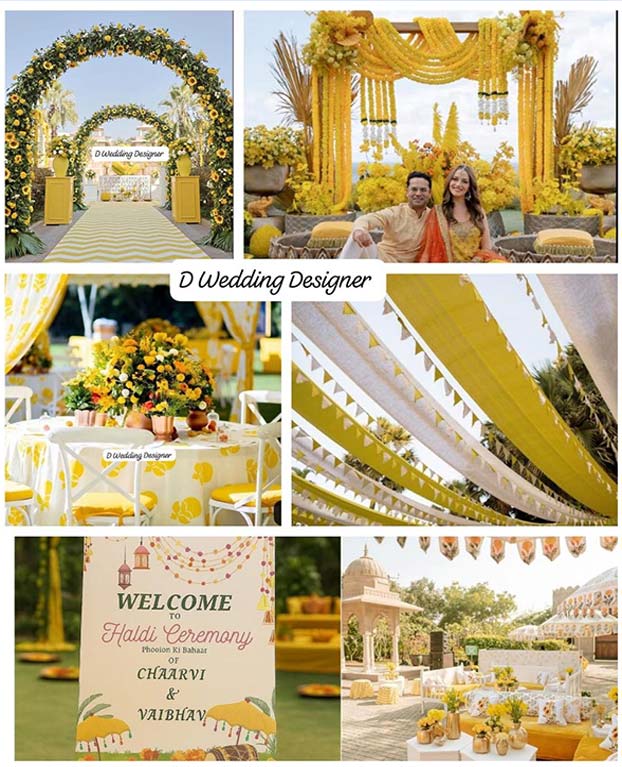 D Wedding Designer
D Wedding Designer
D Wedding Designer
WELCOME
TO
Haldi Ceremony
Phoolon Ki Bahaar
OF
CHAARVI
&
VAIBHAV